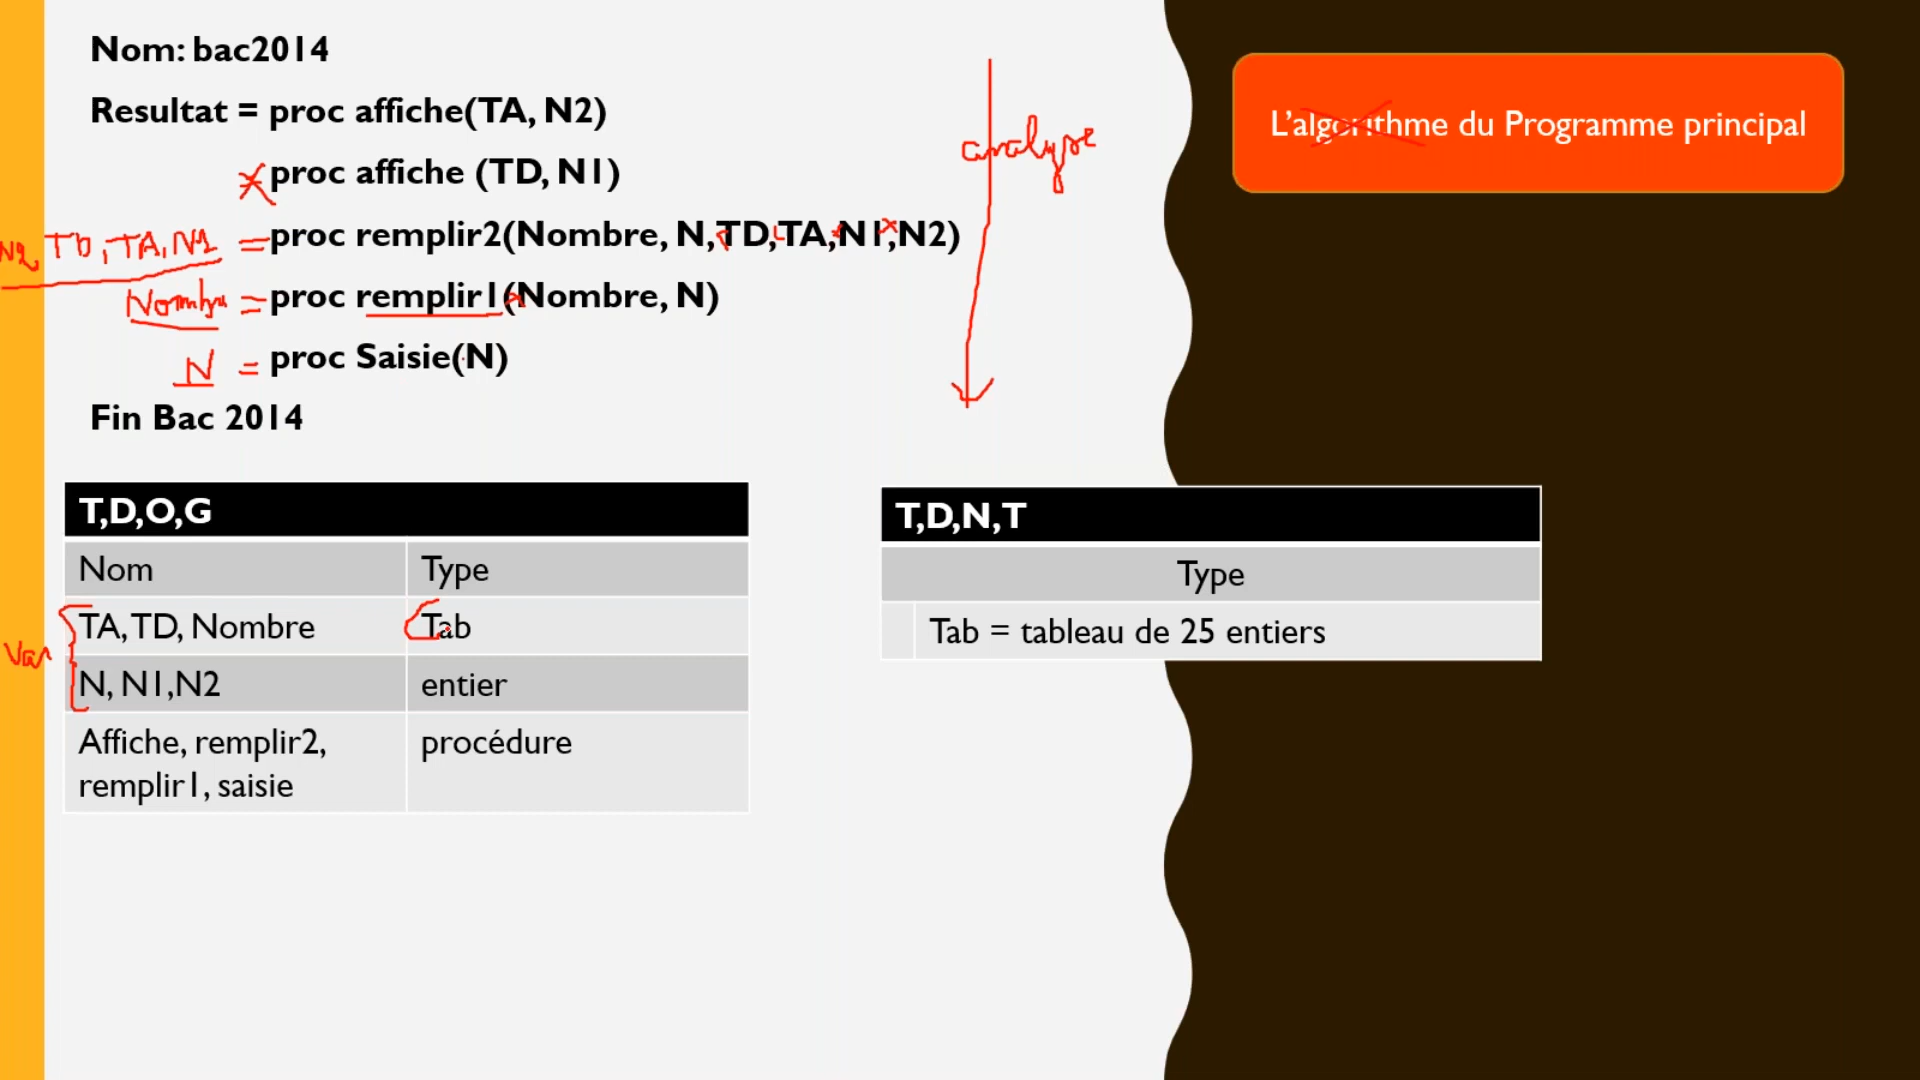 Nom: bac2014
Resultat = proc affiche(TA, N2)
proc affiche (TD, N1)
N2, TD, TA, N1 = proc remplir2(Nombre, N,TD,TA,N1,N2)
Nombre = proc remplir1(Nombre, N)
N = proc Saisie(N)
Fin Bac 2014
analyse
L'algorithme du Programme principal
T,D,O,G
Nom Type
TA, TD, Nombre Tab
Var
N, N1,N2 entier
Affiche, remplir2, procédure
remplir1, saisie
T,D,N,T
Type
Tab = tableau de 25 entiers